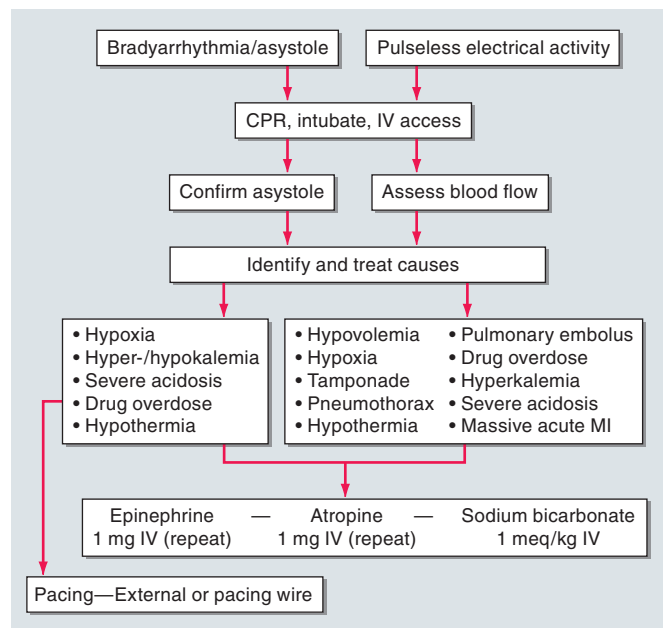 Bradyarrhythmia/asystole
Pulseless electrical activity
CPR, intubate, IV access
Confirm asystole
Assess blood flow
Identify and treat causes
• Hypoxia
• Hyper-/hypokalemia
• Severe acidosis
• Drug overdose
• Hypothermia
• Hypovolemia
• Hypoxia
• Tamponade
• Pneumothorax
• Hypothermia
• Pulmonary embolus
• Drug overdose
• Hyperkalemia
• Severe acidosis
• Massive acute MI
Epinephrine — Atropine — Sodium bicarbonate
1 mg IV (repeat) 1 mg IV (repeat) 1 meq/kg IV
Pacing—External or pacing wire